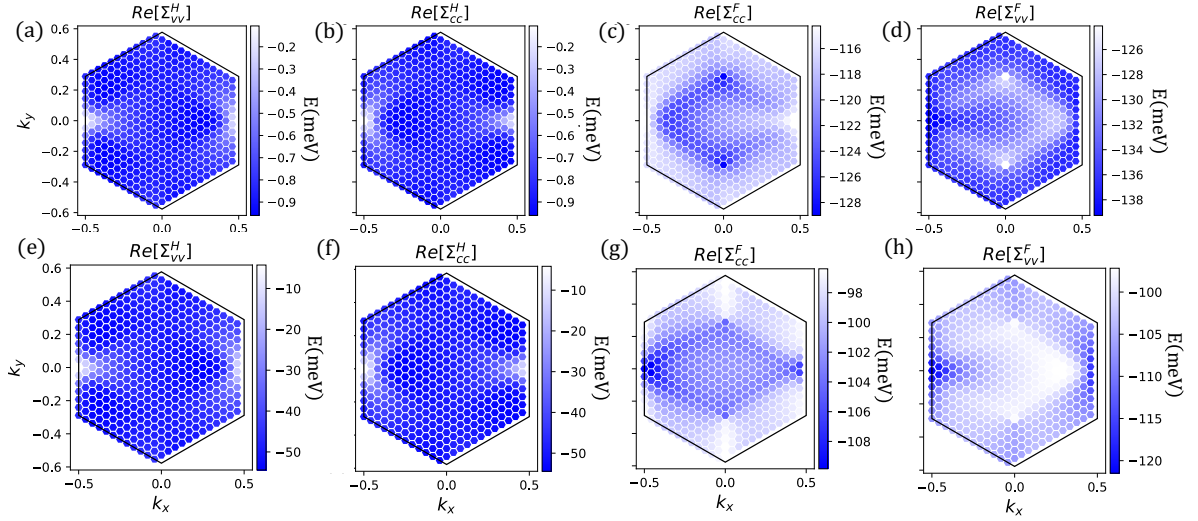 (a) Re[Σ^H_vv]
0.6
0.4
0.2
0.0
−0.2
−0.4
−0.6
k_y
−0.5 0.0 0.5
−0.2
−0.3
−0.4
−0.5
−0.6
−0.7
−0.8
−0.9
E(meV)
(b) Re[Σ^H_cc]
−0.5 0.0 0.5
−0.2
−0.3
−0.4
−0.5
−0.6
−0.7
−0.8
−0.9
E(meV)
(c) Re[Σ^F_cc]
−0.5 0.0 0.5
−116
−118
−120
−122
−124
−126
−128
E(meV)
(d) Re[Σ^F_vv]
−0.5 0.0 0.5
−126
−128
−130
−132
−134
−136
−138
E(meV)
(e) Re[Σ^H_vv]
0.6
0.4
0.2
0.0
−0.2
−0.4
−0.6
k_y
−0.5 0.0 0.5
k_x
−10
−20
−30
−40
−50
E(meV)
(f) Re[Σ^H_cc]
−0.5 0.0 0.5
k_x
−10
−20
−30
−40
−50
E(meV)
(g) Re[Σ^F_cc]
−0.5 0.0 0.5
k_x
−98
−100
−102
−104
−106
−108
E(meV)
(h) Re[Σ^F_vv]
−0.5 0.0 0.5
k_x
−100
−105
−110
−115
−120
E(meV)